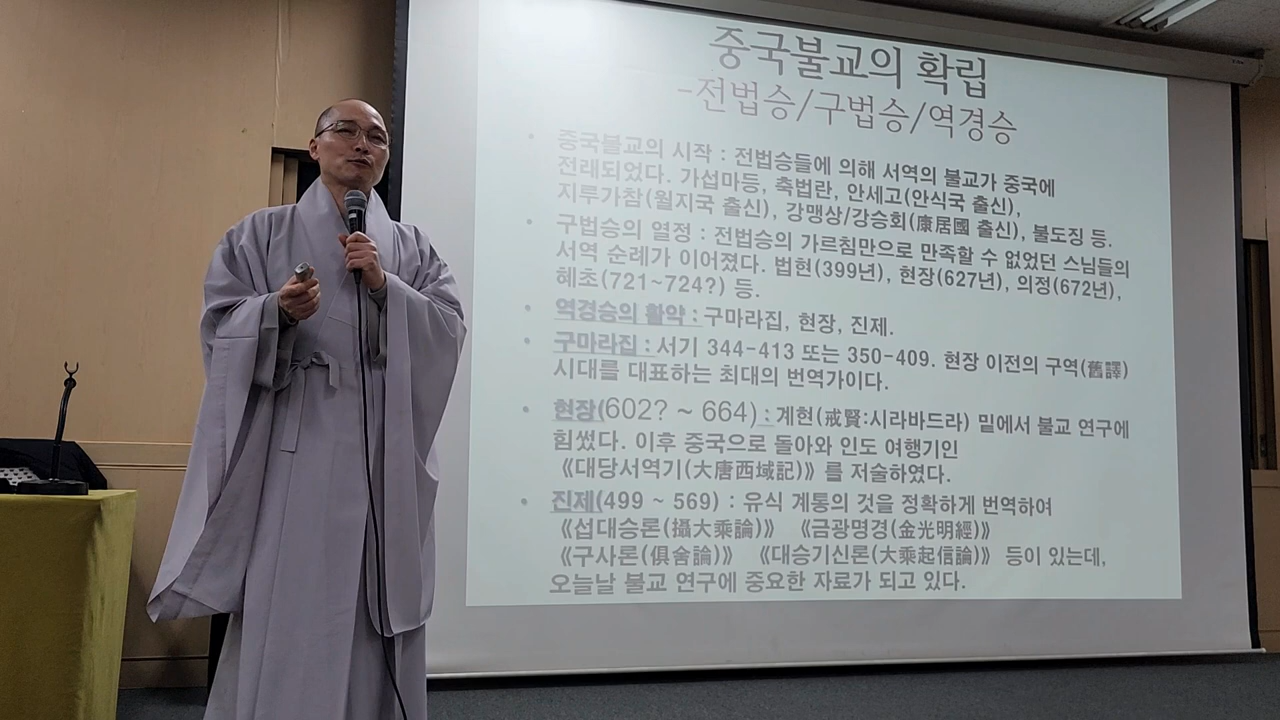 중국불교의 확립
-전법승/구법승/역경승
• 중국불교의 시작 : 전법승들에 의해 서역의 불교가 중국에
전래되었다. 가섭마등, 축법란, 안세고(안식국 출신),
지루가참(월지국 출신), 강맹상/강승회(康居國 출신), 불도징 등.
• 구법승의 열정 : 전법승의 가르침만으로 만족할 수 없었던 스님들의
서역 순례가 이어졌다. 법현(399년), 현장(627년), 의정(672년),
혜초(721~724?) 등.
• 역경승의 활약 : 구마라집, 현장, 진제.
• 구마라집 : 서기 344-413 또는 350-409. 현장 이전의 구역(舊譯)
시대를 대표하는 최대의 번역가이다.
• 현장(602? ~ 664) : 계현(戒賢:시라바드라) 밑에서 불교 연구에
힘썼다. 이후 중국으로 돌아와 인도 여행기인
《대당서역기(大唐西域記)》를 저술하였다.
• 진제(499 ~ 569) : 유식 계통의 것을 정확하게 번역하여
《섭대승론(攝大乘論)》 《금광명경(金光明經)》
《구사론(俱舍論)》 《대승기신론(大乘起信論)》 등이 있는데,
오늘날 불교 연구에 중요한 자료가 되고 있다.